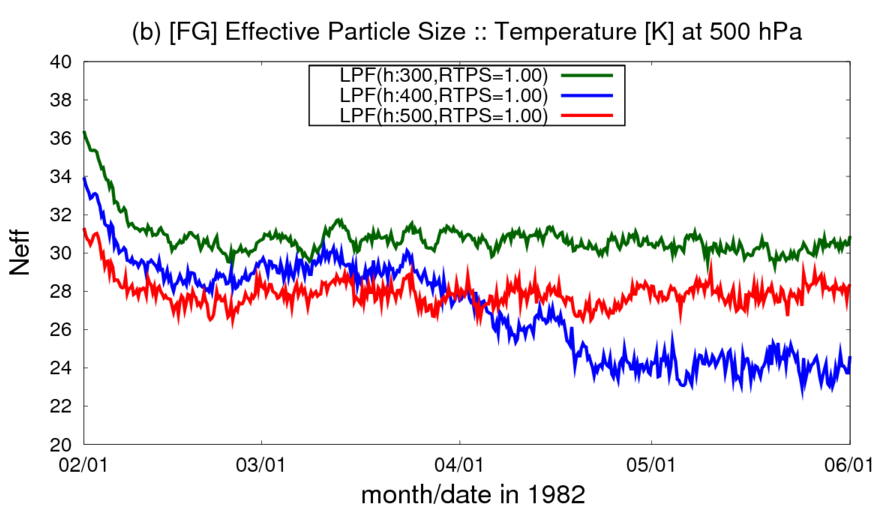 (b) [FG] Effective Particle Size :: Temperature [K] at 500 hPa
40
38
36
34
32
30
28
26
24
22
20
Neff
LPF(h:300,RTPS=1.00)
LPF(h:400,RTPS=1.00)
LPF(h:500,RTPS=1.00)
02/01
03/01
04/01
05/01
06/01
month/date in 1982